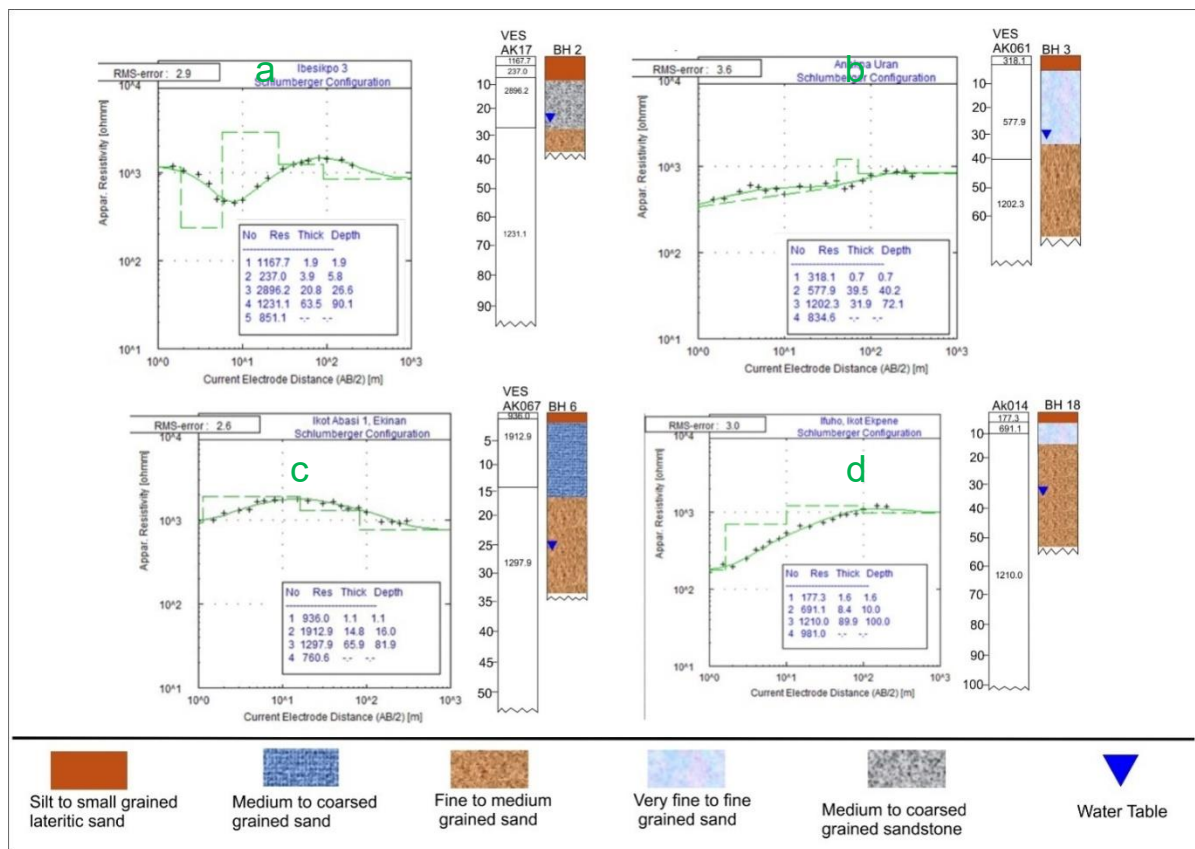 a
Ibesikpo 3
Schlumberger Configuration
RMS-error : 2.9
Appar. Resistivity [ohmm]
10^4
10^3
10^2
10^1
No Res Thick Depth
1 1167.7 1.9 1.9
2 237.0 3.9 5.8
3 2896.2 20.8 26.6
4 1231.1 63.5 90.1
5 851.1 -.- -.-
10^0 10^1 10^2 10^3
Current Electrode Distance (AB/2) [m]
VES
AK17 BH 2
1167.7
237.0
2896.2
1231.1
10
20
30
40
50
60
70
80
90
b
Uran
Schlumberger Configuration
RMS-error : 3.6
Appar. Resistivity [ohmm]
10^4
10^3
10^2
10^1
No Res Thick Depth
1 318.1 0.7 0.7
2 577.9 39.5 40.2
3 1202.3 31.9 72.1
4 834.6 -.- -.-
10^0 10^1 10^2 10^3
Current Electrode Distance (AB/2) [m]
VES
AK061 BH 3
318.1
577.9
1202.3
10
20
30
40
50
60
c
Ikot Abasi 1, Ekinan
Schlumberger Configuration
RMS-error : 2.6
Appar. Resistivity [ohmm]
10^4
10^3
10^2
10^1
No Res Thick Depth
1 936.0 1.1 1.1
2 1912.9 14.8 16.0
3 1297.9 65.9 81.9
4 760.6 -.- -.-
10^0 10^1 10^2 10^3
Current Electrode Distance (AB/2) [m]
VES
AK067 BH 6
936.0
1912.9
1297.9
5
10
15
20
25
30
35
40
45
50
d
Ifuho, Ikot Ekpene
Schlumberger Configuration
RMS-error : 3.0
Appar. Resistivity [ohmm]
10^4
10^3
10^2
10^1
No Res Thick Depth
1 177.3 1.6 1.6
2 691.1 8.4 10.0
3 1210.0 89.9 100.0
4 981.0 -.- -.-
10^0 10^1 10^2 10^3
Current Electrode Distance (AB/2) [m]
Ak014 BH 18
177.3
691.1
1210.0
10
20
30
40
50
60
70
80
90
100
Silt to small grained
lateritic sand
Medium to coarsed
grained sand
Fine to medium
grained sand
Very fine to fine
grained sand
Medium to coarsed
grained sandstone
Water Table